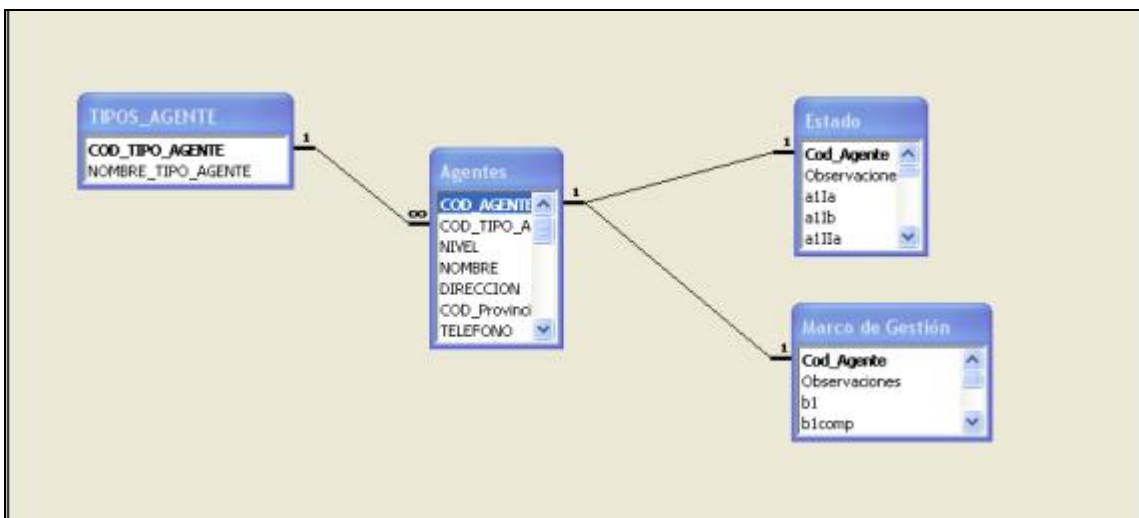 TIPOS_AGENTE
COD_TIPO_AGENTE
NOMBRE_TIPO_AGENTE
1
∞
Agentes
COD_AGENTE
COD_TIPO_A
NIVEL
NOMBRE
DIRECCION
COD_Provinci
TELEFONO
1
1
Estado
Cod_Agente
Observacione
a1Ia
a1Ib
a1IIa
1
Marco de Gestión
Cod_Agente
Observaciones
b1
b1comp